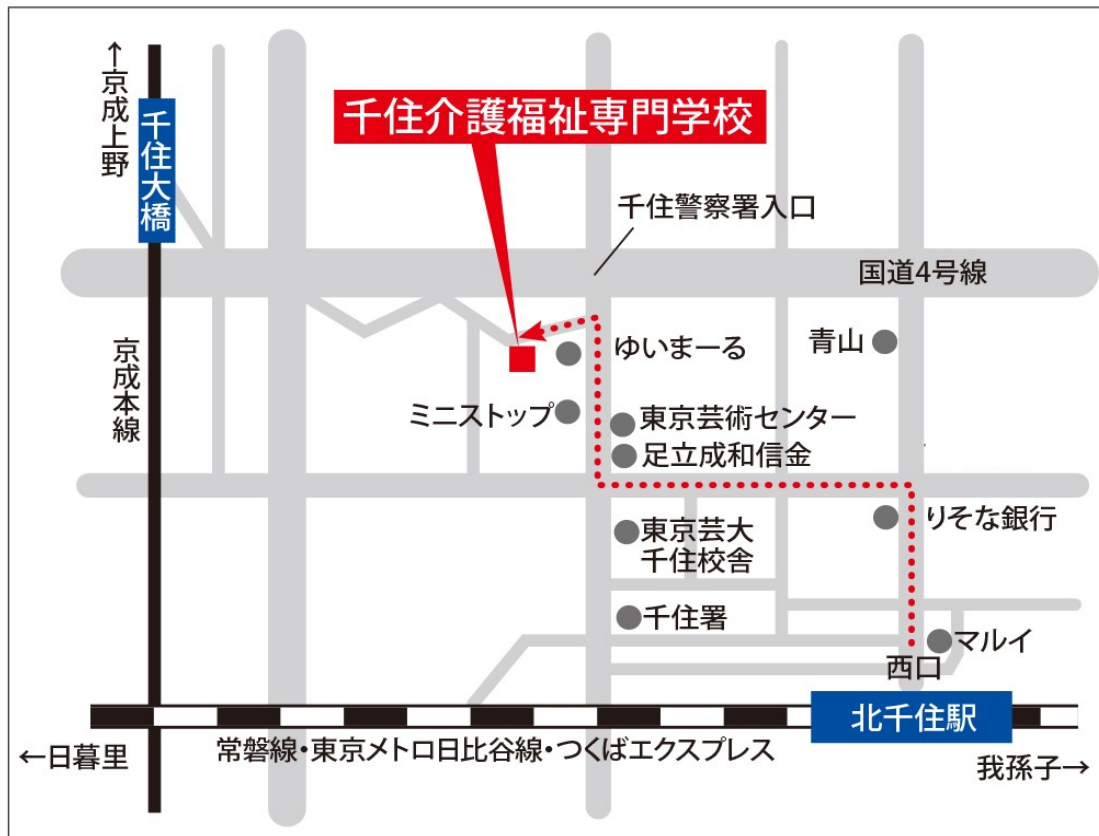 ←京成上野
千住大橋
千住介護福祉専門学校
千住警察署入口
国道4号線
京成本線
ゆいまーる
青山
ミニストップ
東京芸術センター
足立成和信金
りそな銀行
東京芸大
千住校舎
千住署
マルイ
西口
北千住駅
←日暮里
常磐線・東京メトロ日比谷線・つくばエクスプレス
我孫子→